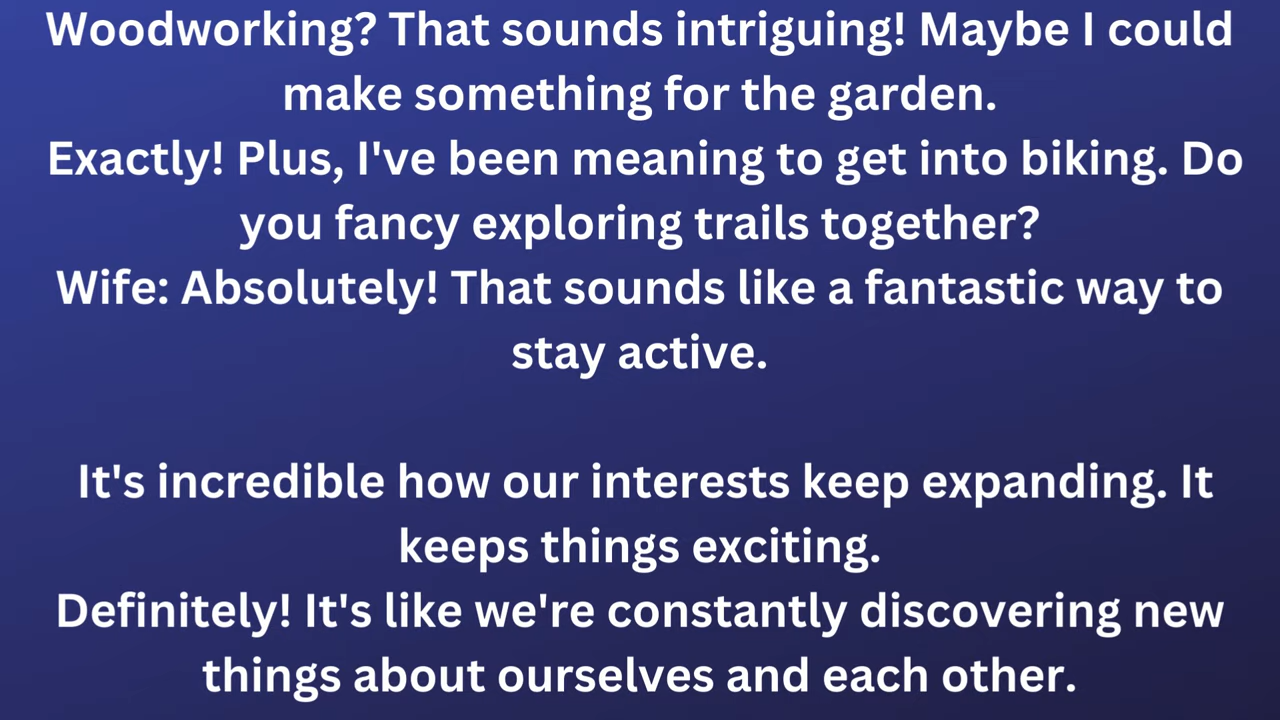 Woodworking? That sounds intriguing! Maybe I could
make something for the garden.
Exactly! Plus, I've been meaning to get into biking. Do
you fancy exploring trails together?
Wife: Absolutely! That sounds like a fantastic way to
stay active.
It's incredible how our interests keep expanding. It
keeps things exciting.
Definitely! It's like we're constantly discovering new
things about ourselves and each other.